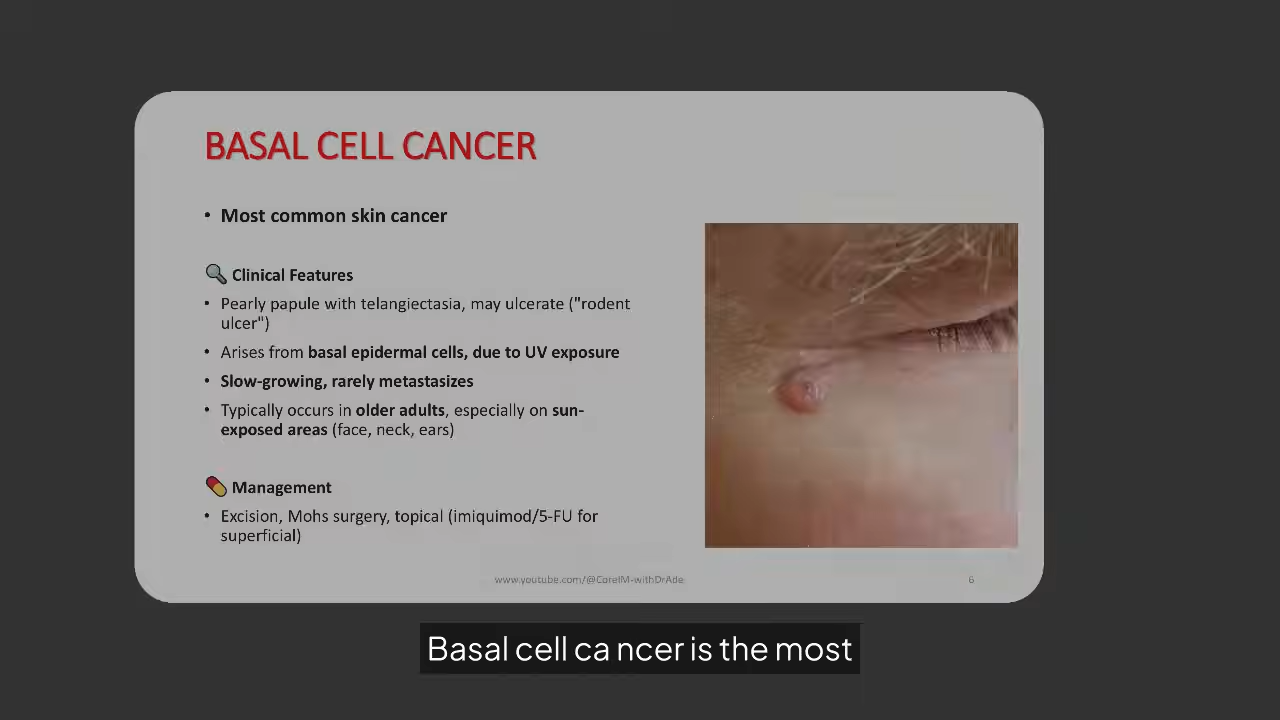 BASAL CELL CANCER
• Most common skin cancer
🔍 Clinical Features
• Pearly papule with telangiectasia, may ulcerate ("rodent
ulcer")
• Arises from basal epidermal cells, due to UV exposure
• Slow-growing, rarely metastasizes
• Typically occurs in older adults, especially on sun-
exposed areas (face, neck, ears)
💊 Management
• Excision, Mohs surgery, topical (imiquimod/5-FU for
superficial)
www.youtube.com/@CoreIM-withDrAde
6
Basal cell ca ncer is the most